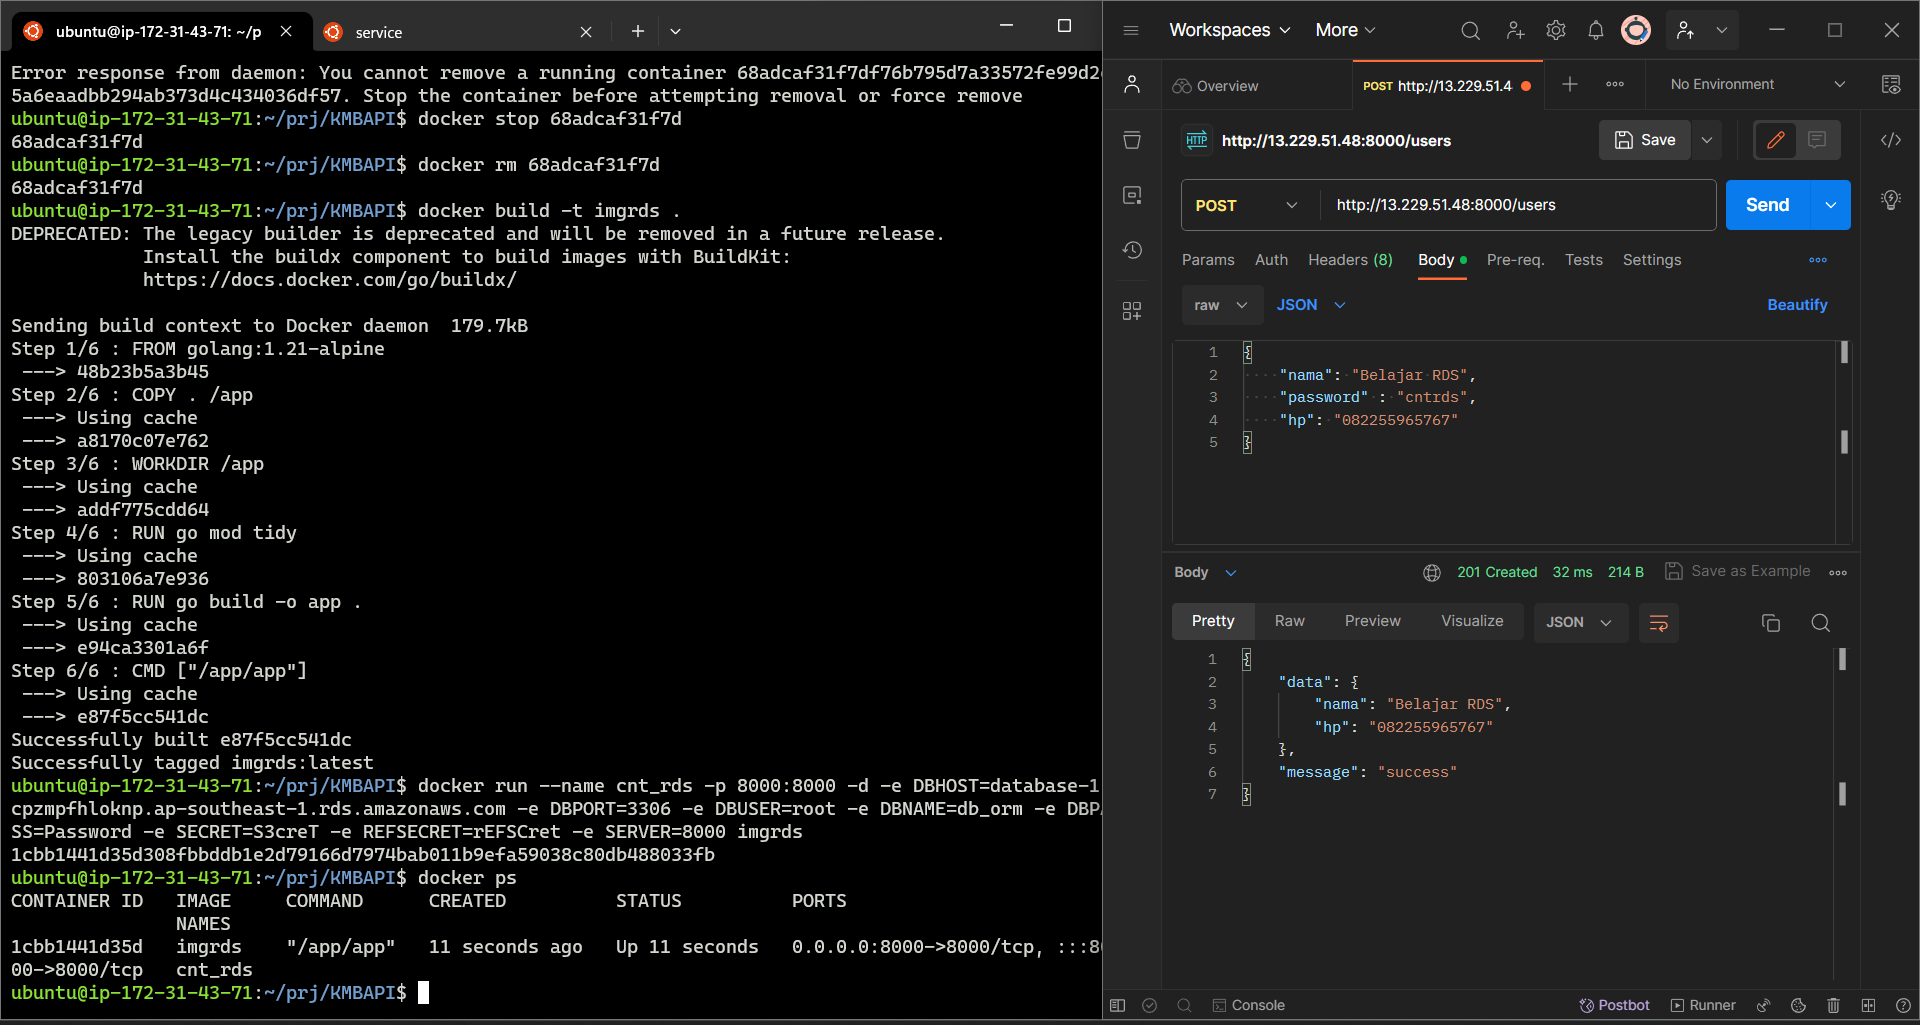 ubuntu@ip-172-31-43-71: ~/p
service
Error response from daemon: You cannot remove a running container 68adcaf31f7df76b795d7a33572fe99d2
5a6eaadbb294ab373d4c434036df57. Stop the container before attempting removal or force remove
ubuntu@ip-172-31-43-71:~/prj/KMBAPI$ docker stop 68adcaf31f7d
68adcaf31f7d
ubuntu@ip-172-31-43-71:~/prj/KMBAPI$ docker rm 68adcaf31f7d
68adcaf31f7d
ubuntu@ip-172-31-43-71:~/prj/KMBAPI$ docker build -t imgrds .
DEPRECATED: The legacy builder is deprecated and will be removed in a future release.
Install the buildx component to build images with BuildKit:
https://docs.docker.com/go/buildx/
Sending build context to Docker daemon  179.7kB
Step 1/6 : FROM golang:1.21-alpine
---> 48b23b5a3b45
Step 2/6 : COPY . /app
---> Using cache
---> a8170c07e762
Step 3/6 : WORKDIR /app
---> Using cache
---> addf775cdd64
Step 4/6 : RUN go mod tidy
---> Using cache
---> 803106a7e936
Step 5/6 : RUN go build -o app .
---> Using cache
---> e94ca3301a6f
Step 6/6 : CMD ["/app/app"]
---> Using cache
---> e87f5cc541dc
Successfully built e87f5cc541dc
Successfully tagged imgrds:latest
ubuntu@ip-172-31-43-71:~/prj/KMBAPI$ docker run --name cnt_rds -p 8000:8000 -d -e DBHOST=database-1
cpzmpfhloknp.ap-southeast-1.rds.amazonaws.com -e DBPORT=3306 -e DBUSER=root -e DBNAME=db_orm -e DBP
SS=Password -e SECRET=S3creT -e REFSECRET=rEFSCret -e SERVER=8000 imgrds
1cbb1441d35d308fbbddb1e2d79166d7974bab011b9efa59038c80db488033fb
ubuntu@ip-172-31-43-71:~/prj/KMBAPI$ docker ps
CONTAINER ID   IMAGE     COMMAND      CREATED          STATUS          PORTS
NAMES
1cbb1441d35d   imgrds    "/app/app"   11 seconds ago   Up 11 seconds   0.0.0.0:8000->8000/tcp, :::8
00->8000/tcp   cnt_rds
ubuntu@ip-172-31-43-71:~/prj/KMBAPI$
Workspaces More
Overview POST http://13.229.51.4 No Environment
HTTP http://13.229.51.48:8000/users Save
POST http://13.229.51.48:8000/users Send
Params Auth Headers (8) Body Pre-req. Tests Settings
raw JSON Beautify
1 {
2 "nama": "Belajar RDS",
3 "password" : "cntrds",
4 "hp": "082255965767"
5 }
Body 201 Created 32 ms 214 B Save as Example
Pretty Raw Preview Visualize JSON
1 {
2 "data": {
3 "nama": "Belajar RDS",
4 "hp": "082255965767"
5 },
6 "message": "success"
7 }
Console Postbot Runner